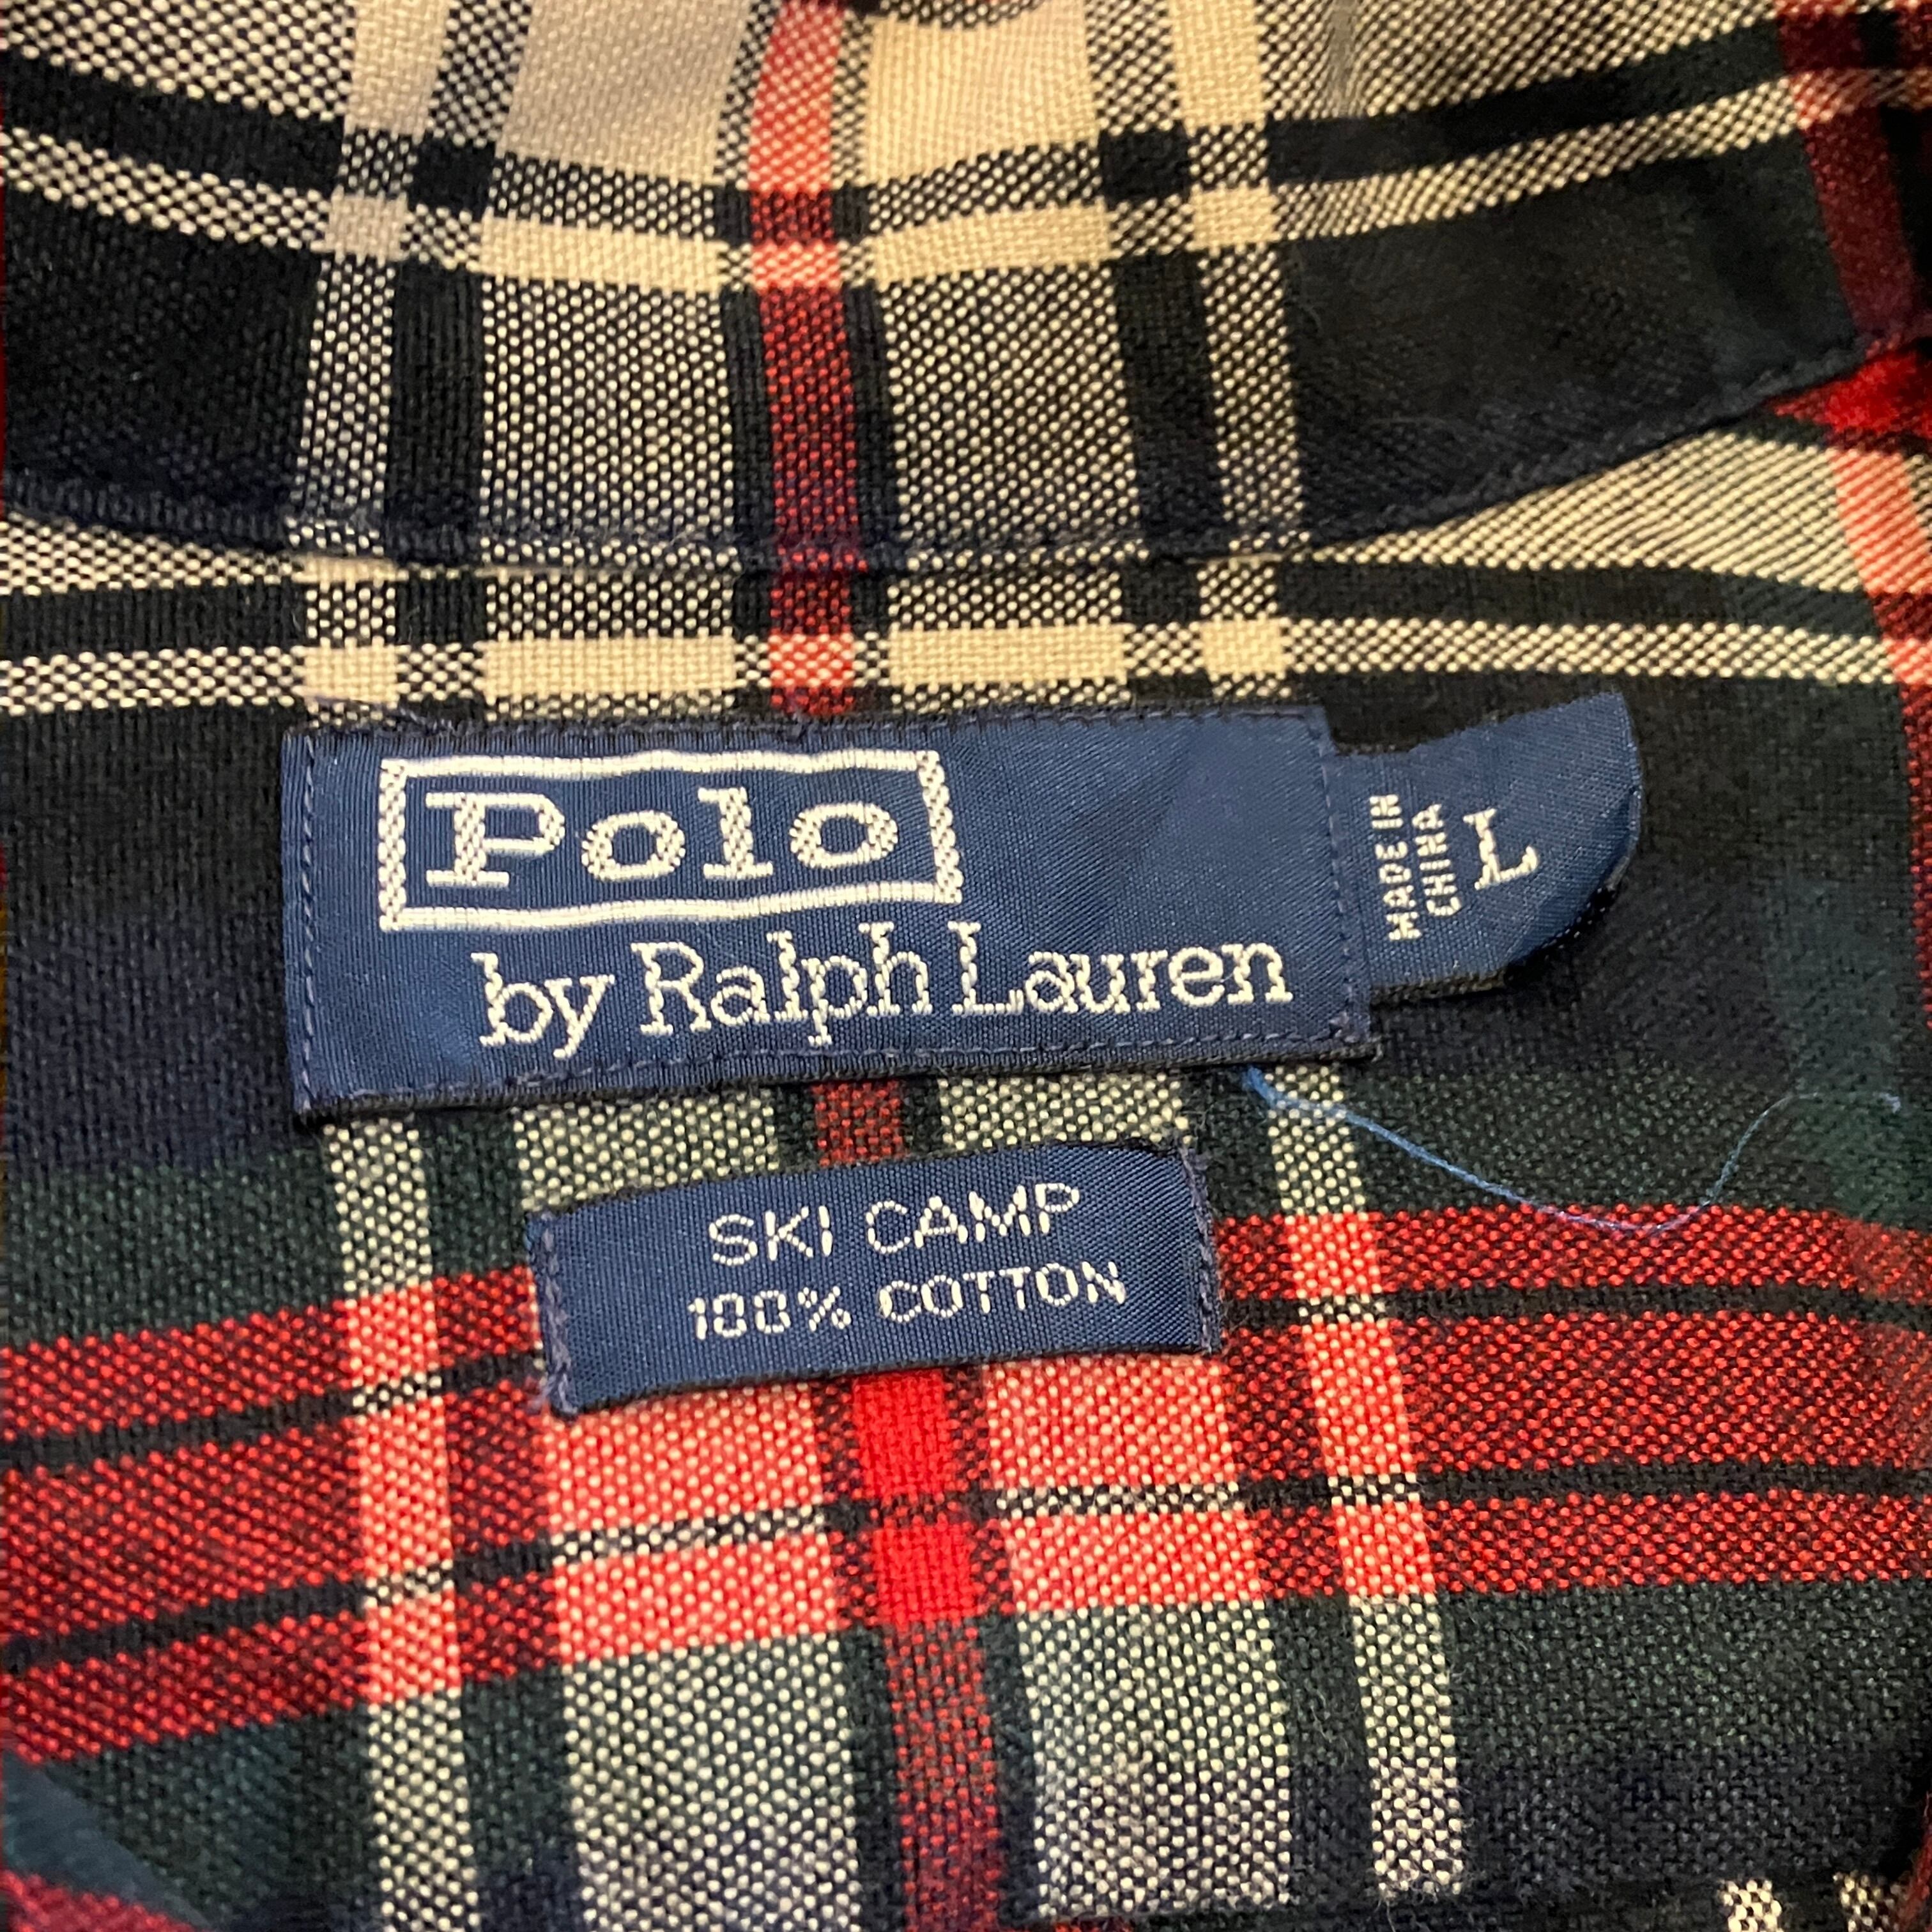 Polo
by Ralph Lauren
MADE IN
CHINA
L
SKI CAMP
100% COTTON